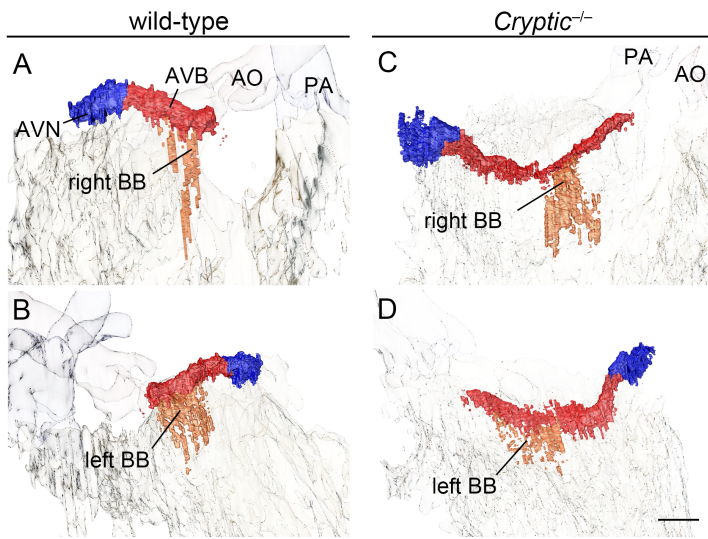 wild-type
Cryptic–/–
A
AVB
AO
PA
AVN
right BB
C
PA
AO
right BB
B
left BB
D
left BB